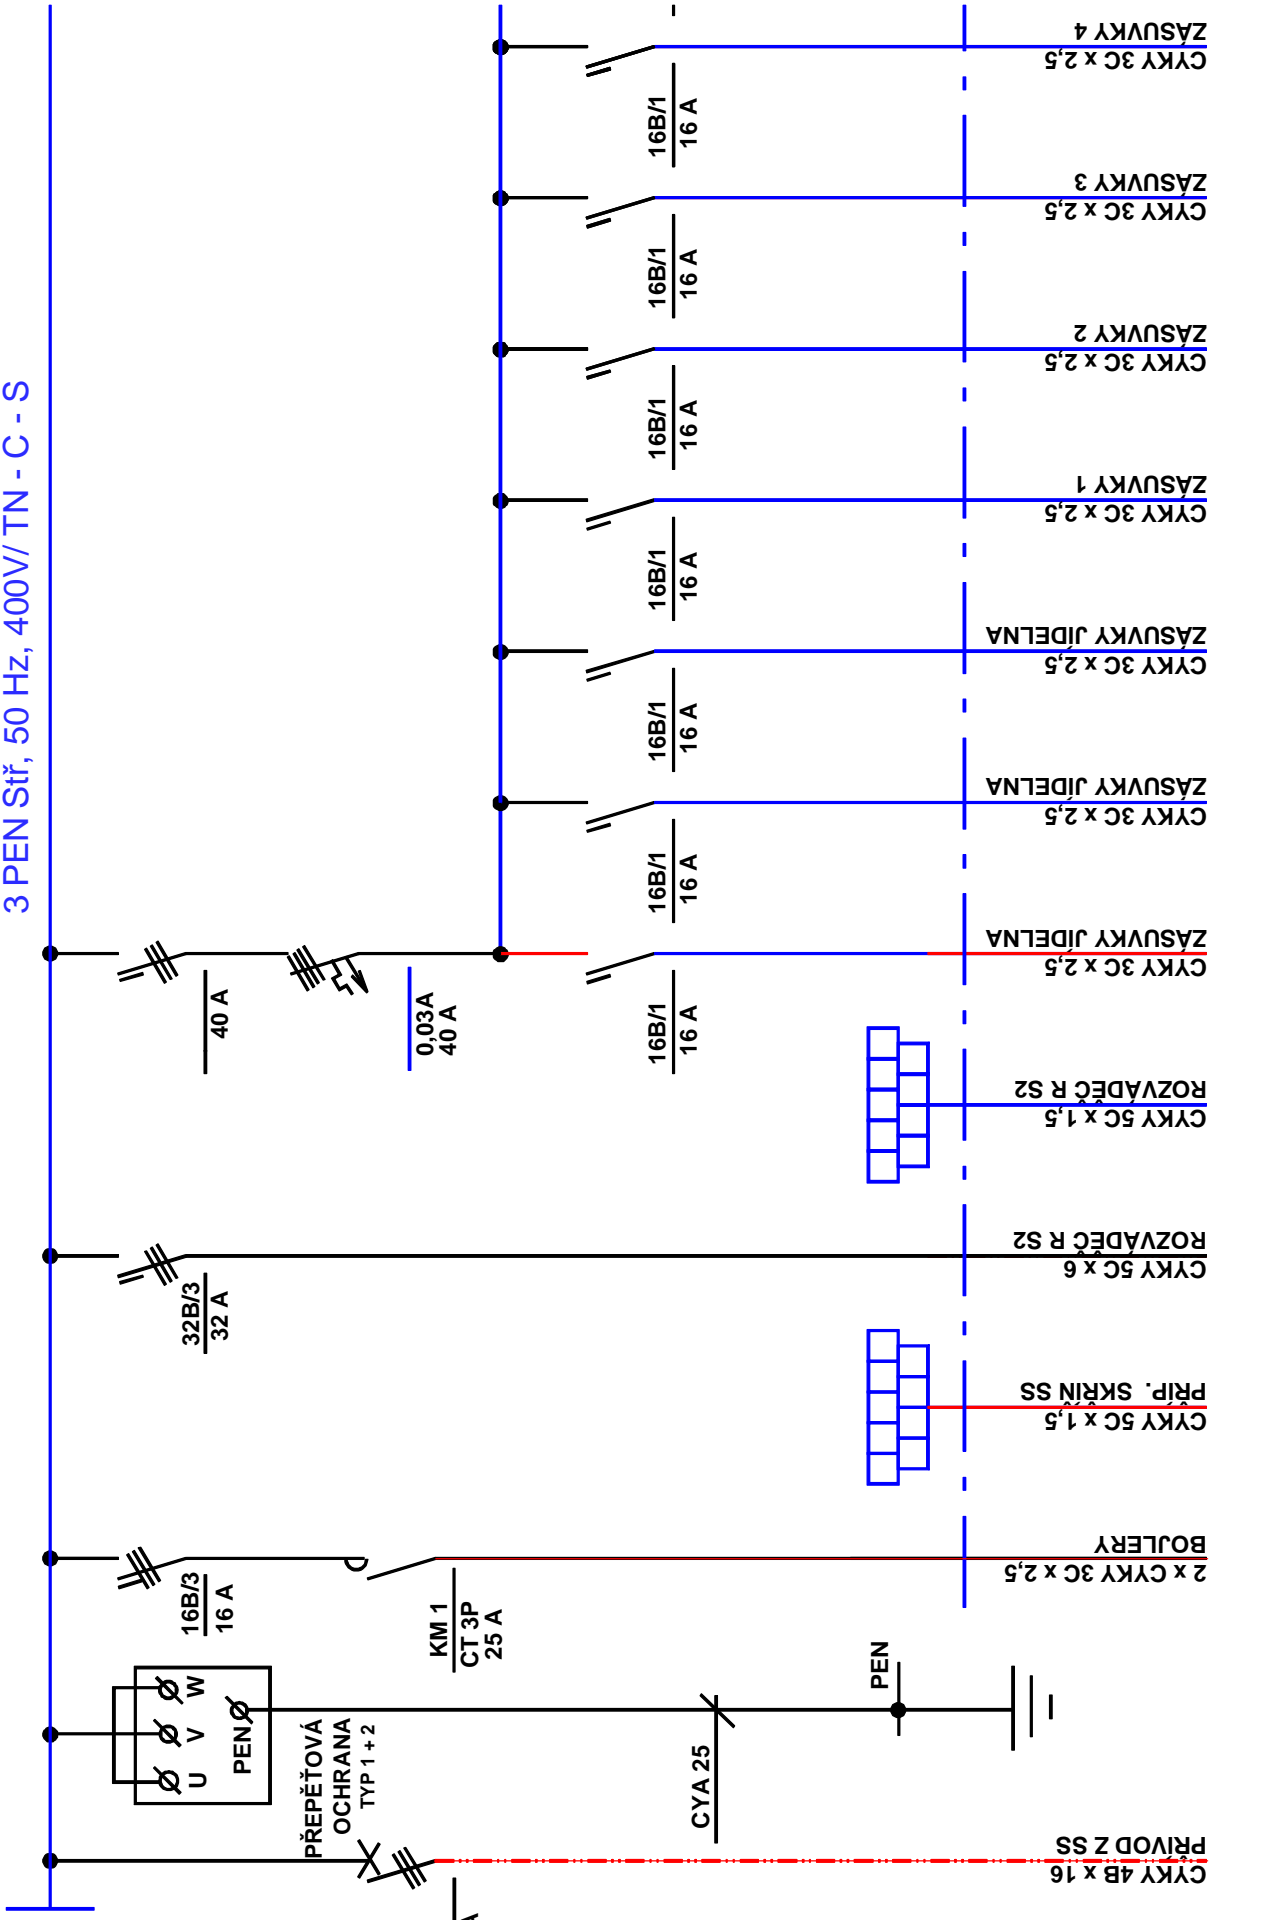 3 PEN Stř, 50 Hz, 400V/ TN - C - S
PŘÍVOD Z SS
CYKY 4B x 16
PŘEPĚŤOVÁ
OCHRANA
TYP 1 + 2
U
V
W
PEN
CYA 25
PEN
16B/3
16 A
KM 1
CT 3P
25 A
BOJLERY
2 x CYKY 3C x 2,5
PŘÍP. SKŘÍŇ SS
CYKY 5C x 1,5
32B/3
32 A
ROZVÁDĚČ R S2
CYKY 5C x 6
ROZVÁDĚČ R S2
CYKY 5C x 1,5
40 A
0,03A
40 A
16B/1
16 A
ZÁSUVKY JÍDELNA
CYKY 3C x 2,5
16B/1
16 A
ZÁSUVKY JÍDELNA
CYKY 3C x 2,5
16B/1
16 A
ZÁSUVKY JÍDELNA
CYKY 3C x 2,5
16B/1
16 A
ZÁSUVKY 1
CYKY 3C x 2,5
16B/1
16 A
ZÁSUVKY 2
CYKY 3C x 2,5
16B/1
16 A
ZÁSUVKY 3
CYKY 3C x 2,5
16B/1
16 A
ZÁSUVKY 4
CYKY 3C x 2,5